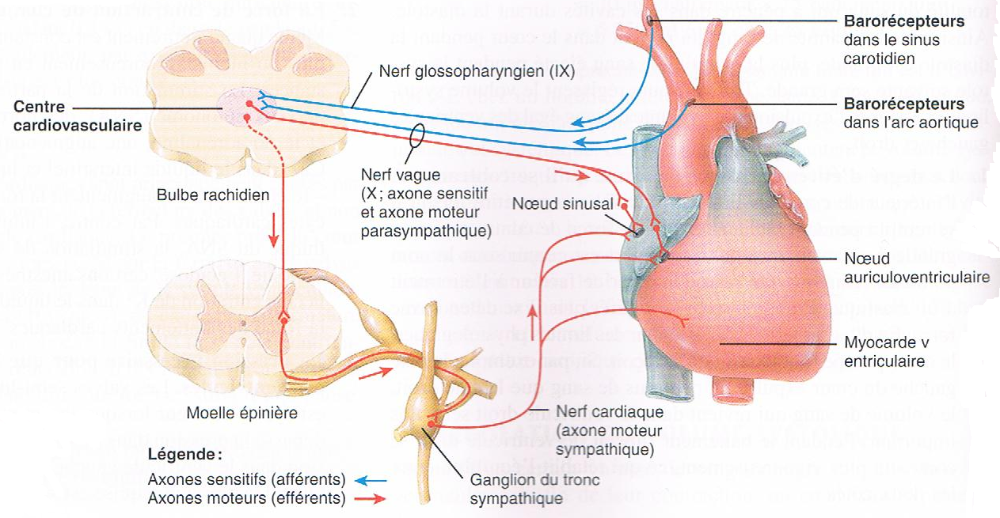 Barorécepteurs
dans le sinus
carotidien
Nerf glossopharyngien (IX)
Centre
cardiovasculaire
Barorécepteurs
dans l'arc aortique
Nerf vague
(X; axone sensitif
et axone moteur
parasympathique)
Bulbe rachidien
Nœud sinusal
Nœud
auriculoventriculaire
Myocarde v
entriculaire
Moelle épinière
Nerf cardiaque
(axone moteur
sympathique)
Légende:
Axones sensitifs (afférents)
Axones moteurs (efférents)
Ganglion du tronc
sympathique